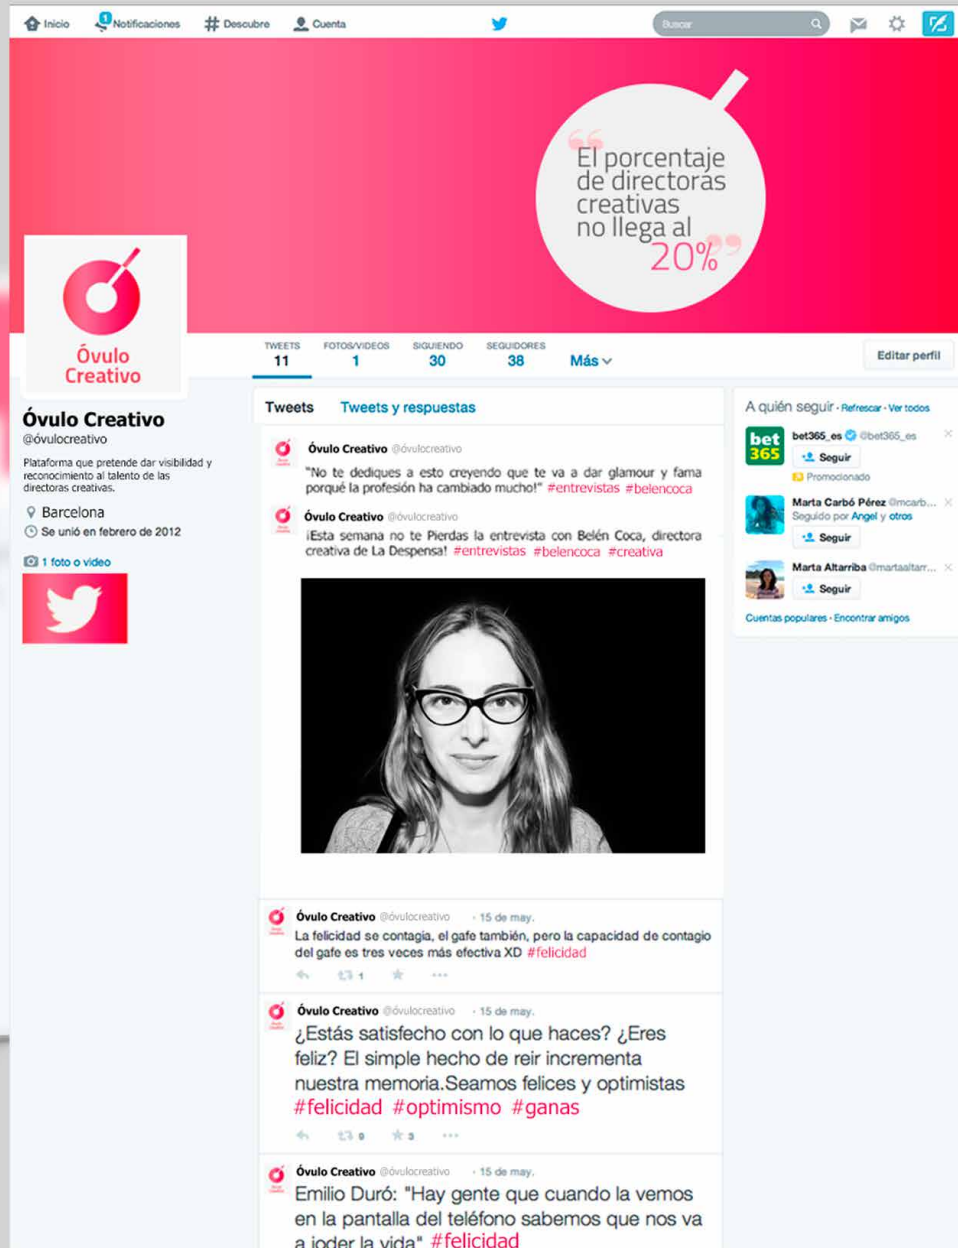 Inicio
1
Notificaciones
Descubre
Cuenta
Buscar
“El porcentaje
de directoras
creativas
no llega al
20%”
Óvulo
Creativo
TWEETS
11
FOTOS/VIDEOS
1
SIGUIENDO
30
SEGUIDORES
38
Más
Editar perfil
Óvulo Creativo
@óvulocreativo
Plataforma que pretende dar visibilidad y
reconocimiento al talento de las
directoras creativas.
Barcelona
Se unió en febrero de 2012
1 foto o video
Tweets Tweets y respuestas
Óvulo Creativo @óvulocreativo
"No te dediques a esto creyendo que te va a dar glamour y fama
porqué la profesión ha cambiado mucho!" #entrevistas #belencoca
Óvulo Creativo @óvulocreativo
¡Esta semana no te Pierdas la entrevista con Belén Coca, directora
creativa de La Despensa! #entrevistas #belencoca #creativa
Óvulo Creativo @óvulocreativo · 15 de may.
La felicidad se contagia, el gafe también, pero la capacidad de contagio
del gafe es tres veces más efectiva XD #felicidad
1
Óvulo Creativo @óvulocreativo · 15 de may.
¿Estás satisfecho con lo que haces? ¿Eres
feliz? El simple hecho de reir incrementa
nuestra memoria.Seamos felices y optimistas
#felicidad #optimismo #ganas
9 3
Óvulo Creativo @óvulocreativo · 15 de may.
Emilio Duró: "Hay gente que cuando la vemos
en la pantalla del teléfono sabemos que nos va
a joder la vida" #felicidad
A quién seguir · Refrescar · Ver todos
bet
365
bet365_es @bet365_es
Seguir
Promocionado
Marta Carbó Pérez @mcarb...
Seguido por Angel y otros
Seguir
Marta Altarriba @martaaltarr...
Seguir
Cuentas populares · Encontrar amigos